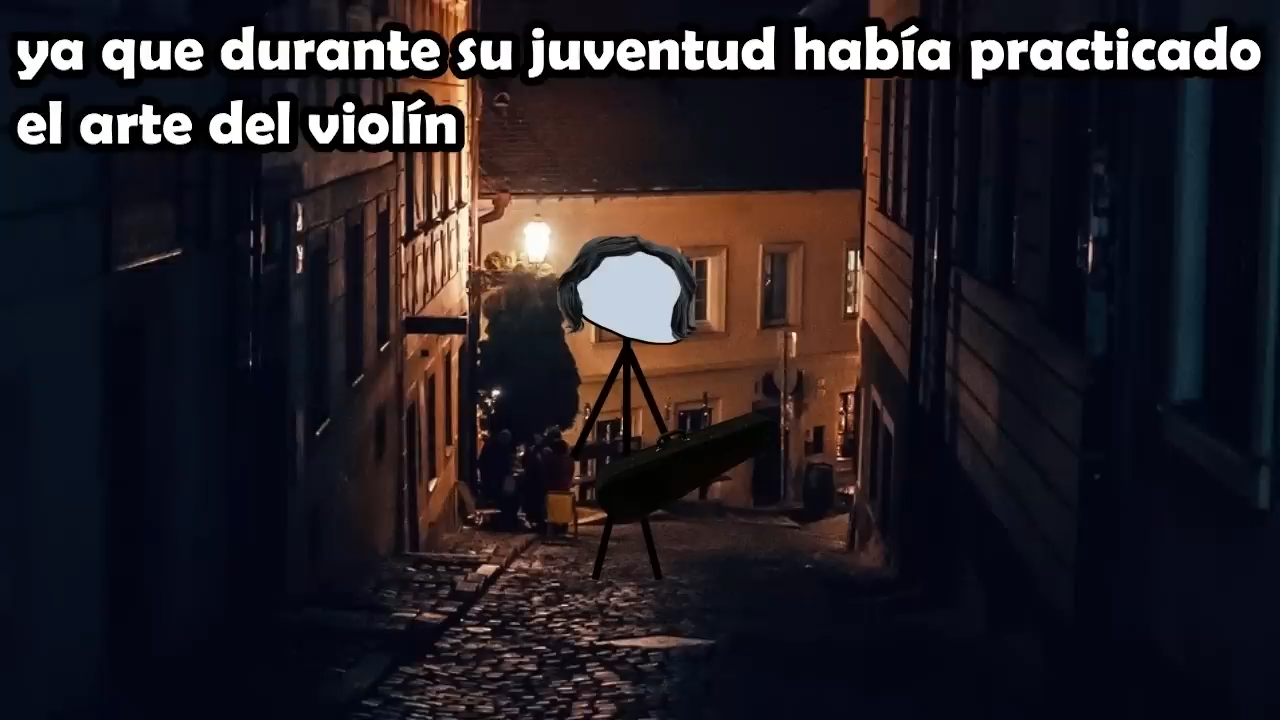 ya que durante su juventud había practicado
el arte del violín